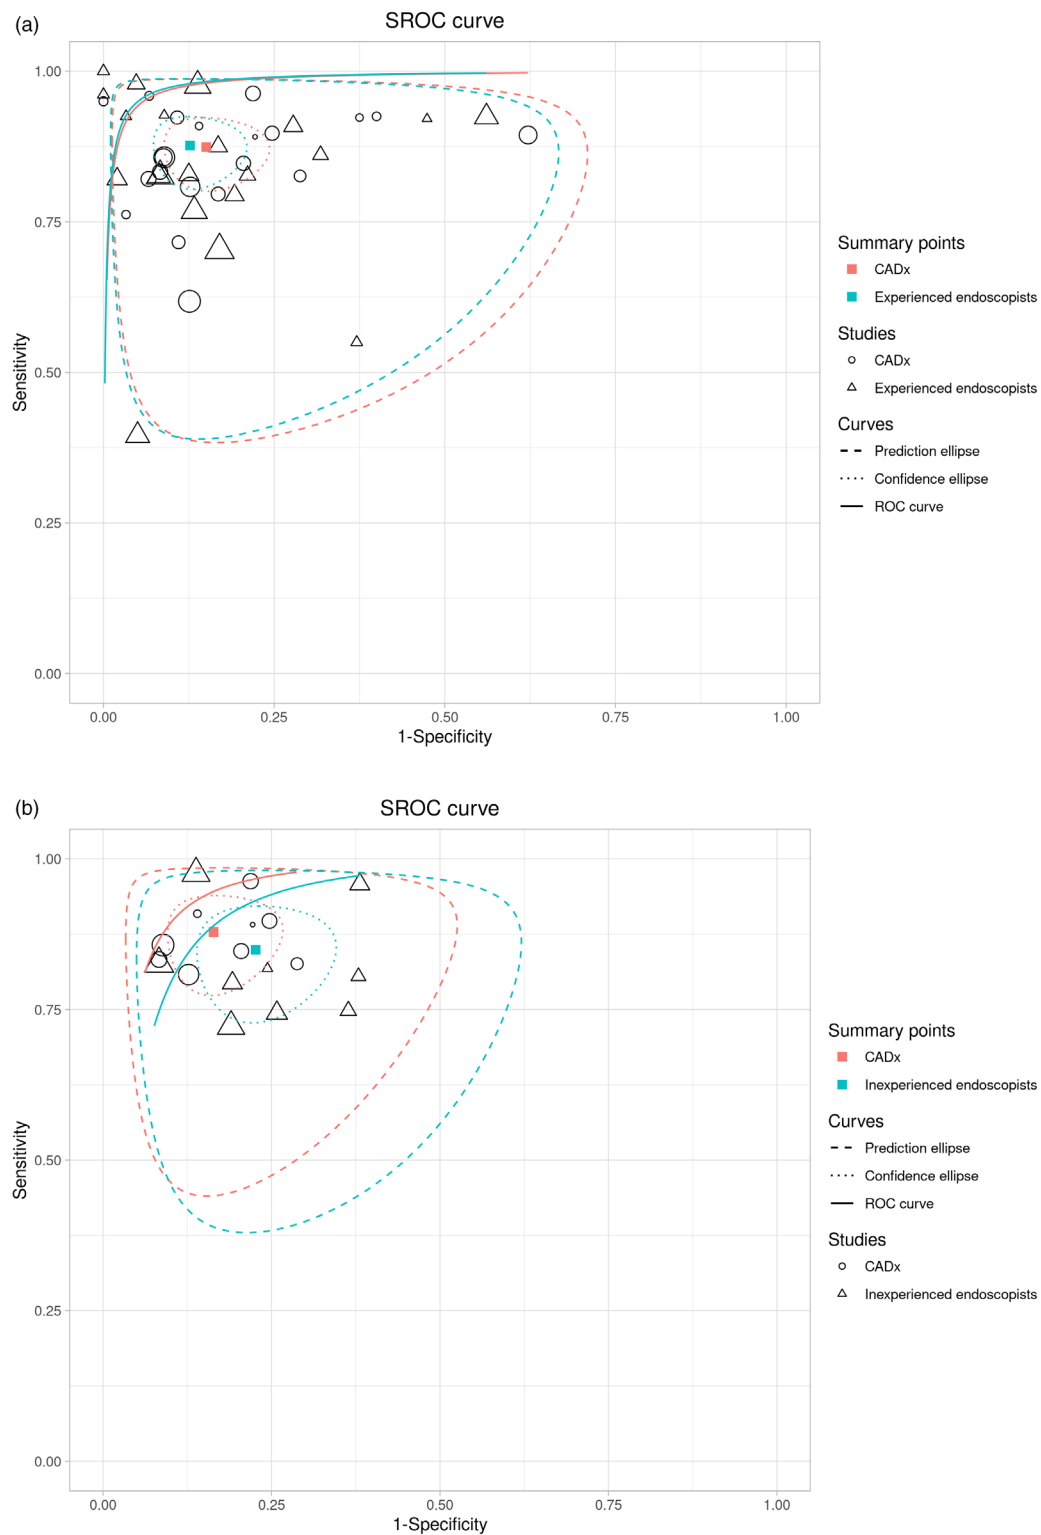 (a)
SROC curve
1.00
0.75
0.50
0.25
0.00
Sensitivity
0.00 0.25 0.50 0.75 1.00
1-Specificity
Summary points
CADx
Experienced endoscopists
Studies
CADx
Experienced endoscopists
Curves
Prediction ellipse
Confidence ellipse
ROC curve
(b)
SROC curve
1.00
0.75
0.50
0.25
0.00
Sensitivity
0.00 0.25 0.50 0.75 1.00
1-Specificity
Summary points
CADx
Inexperienced endoscopists
Curves
Prediction ellipse
Confidence ellipse
ROC curve
Studies
CADx
Inexperienced endoscopists